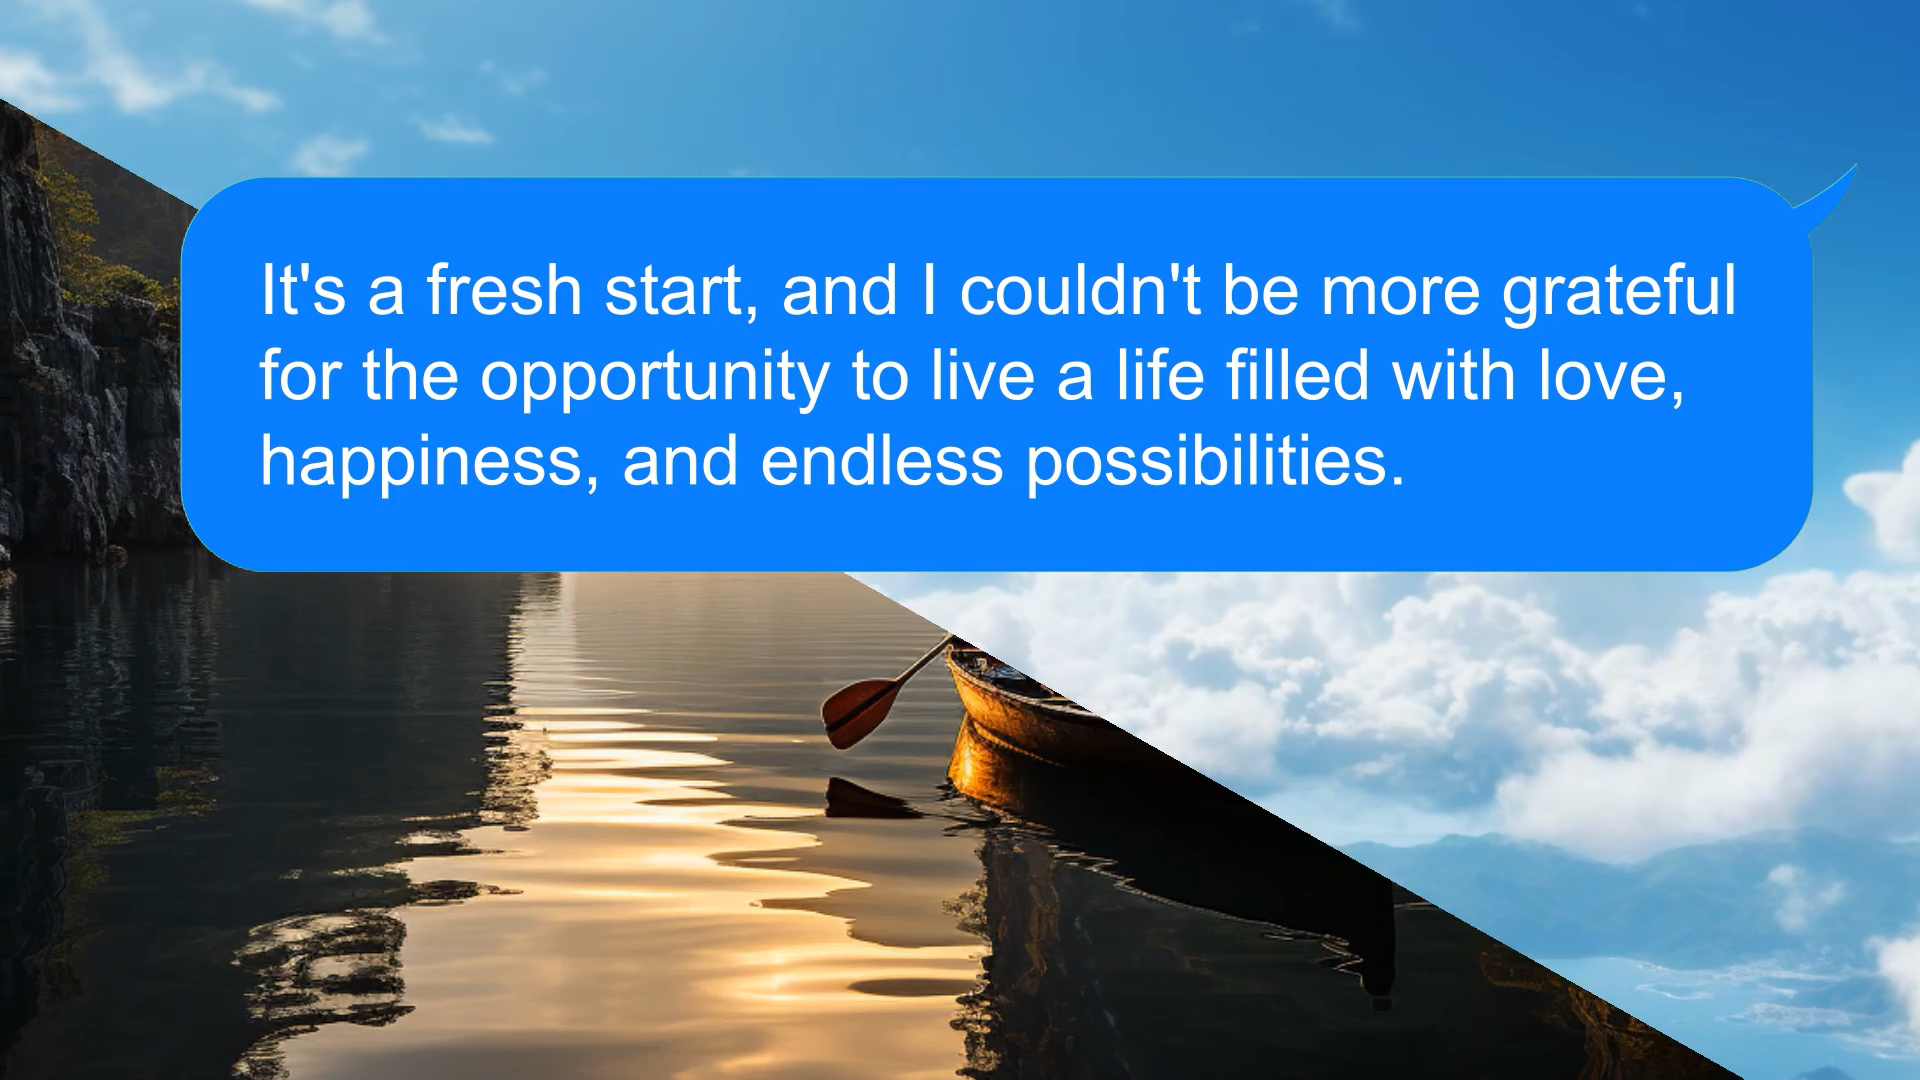 It's a fresh start, and I couldn't be more grateful
for the opportunity to live a life filled with love,
happiness, and endless possibilities.